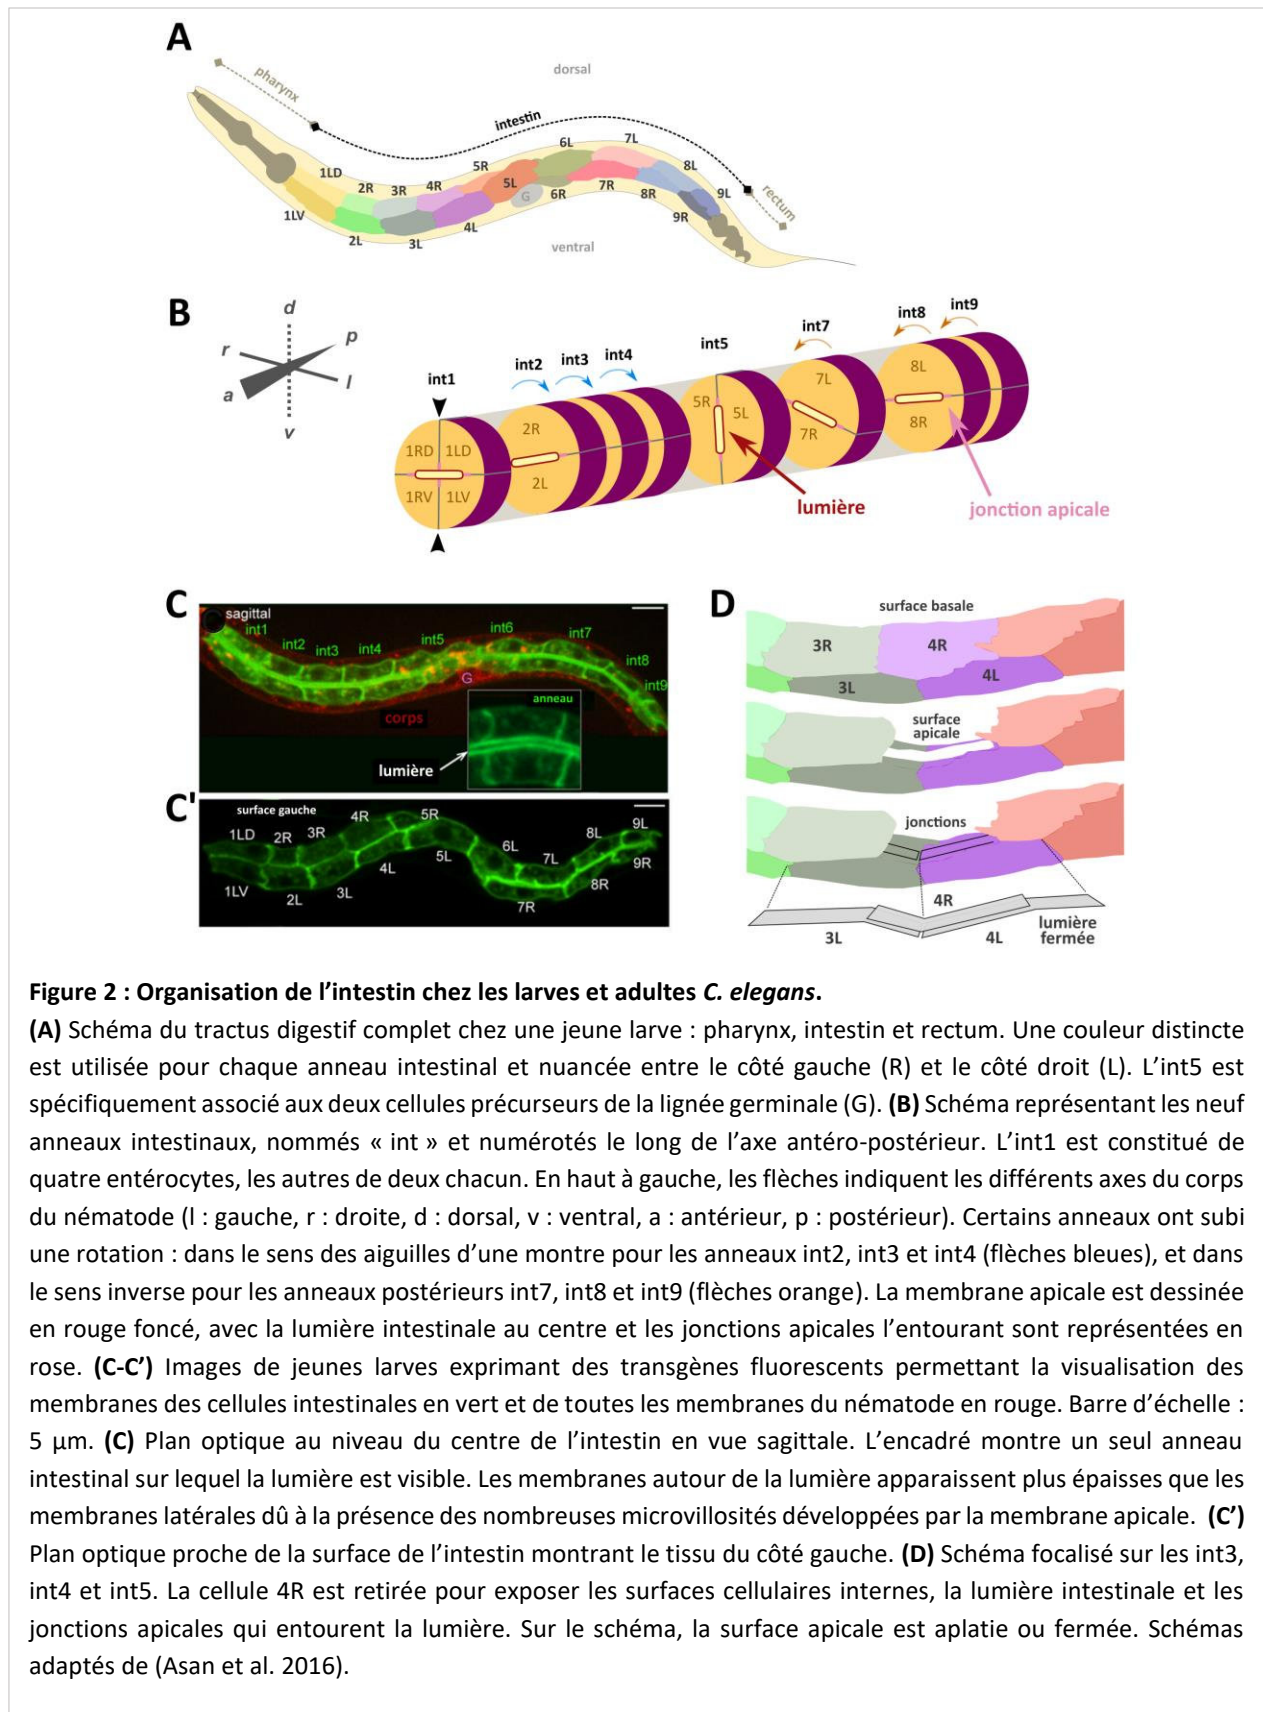 A
dorsal
pharynx
intestin
6L
7L
5R
8L
1LD
2R
3R
4R
5L
9L
rectum
G
6R
7R
8R
9R
1LV
2L
3L
4L
ventral
B
d
r
p
a
l
v
int1
int2
int3
int4
int5
int7
int8
int9
1RD
1LD
1RV
1LV
2R
2L
5R
5L
7L
7R
8L
8R
lumière
jonction apicale
C
sagittal
int1
int2
int3
int4
int5
int6
int7
int8
int9
G
corps
anneau
lumière
C'
surface gauche
1LD
2R
3R
4R
5R
1LV
2L
3L
4L
5L
6L
7L
8L
9L
7R
8R
9R
D
surface basale
3R
4R
3L
4L
surface
apicale
jonctions
4R
3L
4L
lumière
fermée
Figure 2 : Organisation de l’intestin chez les larves et adultes C. elegans.
(A) Schéma du tractus digestif complet chez une jeune larve : pharynx, intestin et rectum. Une couleur distincte
est utilisée pour chaque anneau intestinal et nuancée entre le côté gauche (R) et le côté droit (L). L’int5 est
spécifiquement associé aux deux cellules précurseurs de la lignée germinale (G). (B) Schéma représentant les neuf
anneaux intestinaux, nommés « int » et numérotés le long de l’axe antéro-postérieur. L’int1 est constitué de
quatre entérocytes, les autres de deux chacun. En haut à gauche, les flèches indiquent les différents axes du corps
du nématode (l : gauche, r : droite, d : dorsal, v : ventral, a : antérieur, p : postérieur). Certains anneaux ont subi
une rotation : dans le sens des aiguilles d’une montre pour les anneaux int2, int3 et int4 (flèches bleues), et dans
le sens inverse pour les anneaux postérieurs int7, int8 et int9 (flèches orange). La membrane apicale est dessinée
en rouge foncé, avec la lumière intestinale au centre et les jonctions apicales l’entourant sont représentées en
rose. (C-C’) Images de jeunes larves exprimant des transgènes fluorescents permettant la visualisation des
membranes des cellules intestinales en vert et de toutes les membranes du nématode en rouge. Barre d’échelle :
5 µm. (C) Plan optique au niveau du centre de l’intestin en vue sagittale. L’encadré montre un seul anneau
intestinal sur lequel la lumière est visible. Les membranes autour de la lumière apparaissent plus épaisses que les
membranes latérales dû à la présence des nombreuses microvillosités développées par la membrane apicale. (C’)
Plan optique proche de la surface de l’intestin montrant le tissu du côté gauche. (D) Schéma focalisé sur les int3,
int4 et int5. La cellule 4R est retirée pour exposer les surfaces cellulaires internes, la lumière intestinale et les
jonctions apicales qui entourent la lumière. Sur le schéma, la surface apicale est aplatie ou fermée. Schémas
adaptés de (Asan et al. 2016).